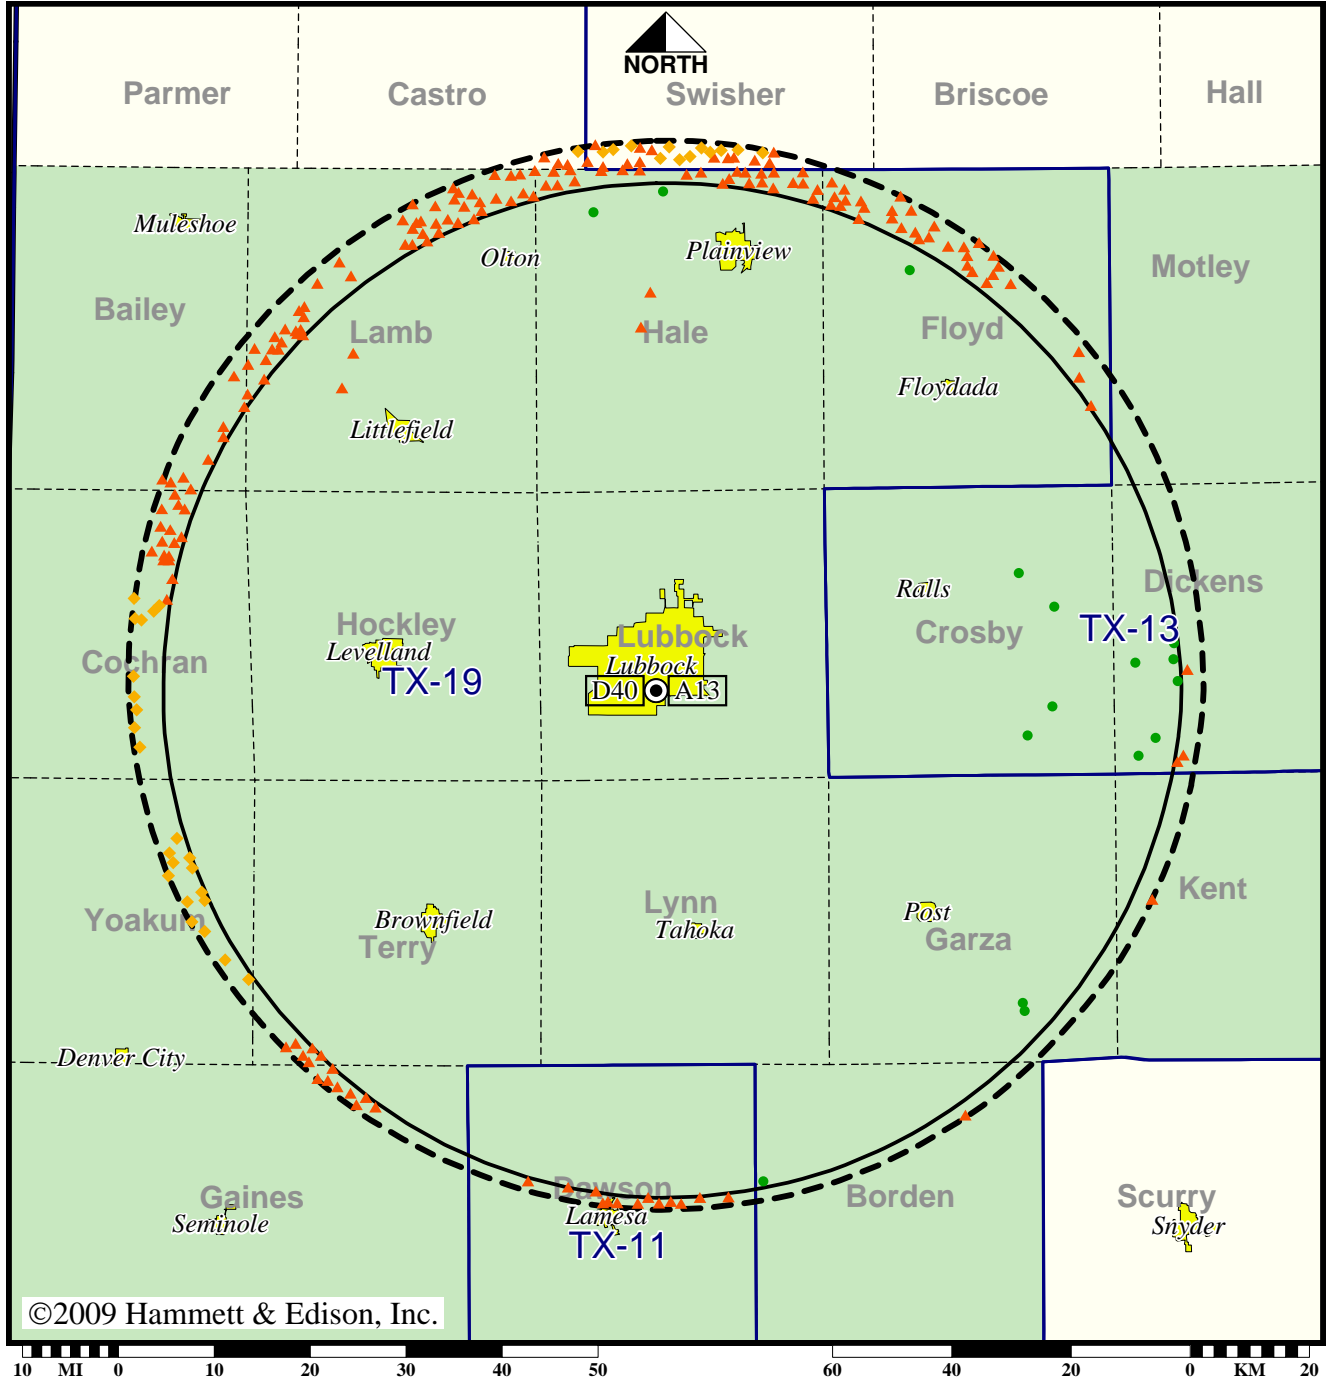 NORTH
Parmer
Castro
Swisher
Briscoe
Hall
Muleshoe
Olton
Plainview
Motley
Bailey
Lamb
Hale
Floyd
Floydada
Littlefield
Ralls
Dickens
Hockley
Lubbock
Crosby
TX-13
Levelland
Cochran
Lubbock
TX-19
D40
A13
Kent
Yoakum
Brownfield
Lynn
Post
Terry
Tahoka
Garza
Denver City
Gaines
Dawson
Borden
Scurry
Seminole
Lamesa
Snyder
TX-11
©2009 Hammett & Edison, Inc.
10 MI 0 10 20 30 40 50 60 40 20 0 KM 20